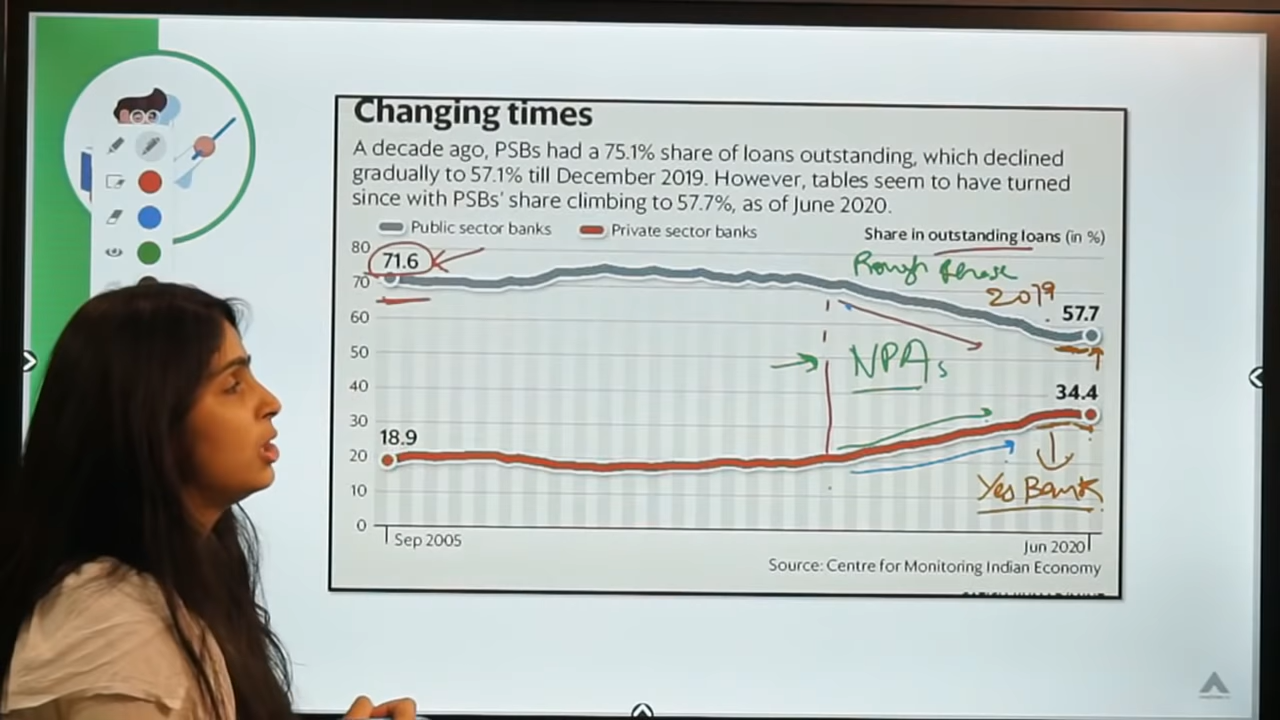 Changing times
A decade ago, PSBs had a 75.1% share of loans outstanding, which declined
gradually to 57.1% till December 2019. However, tables seem to have turned
since with PSBs' share climbing to 57.7%, as of June 2020.
Public sector banks Private sector banks Share in outstanding loans (in %)
80
71.6
Rough phase
70
2019
57.7
60
50
NPAs
40
34.4
30
18.9
20
Yes Bank
10
0
Sep 2005
Jun 2020
Source: Centre for Monitoring Indian Economy